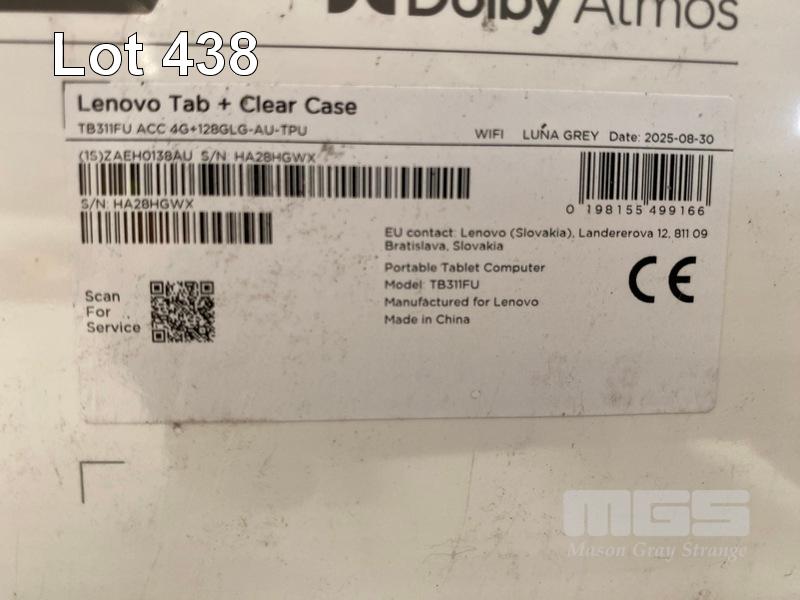 Dolby Atmos
Lot 438
Lenovo Tab + Clear Case
TB311FU ACC 4G+128GLG-AU-TPU
WIFI LUNA GREY Date: 2025-08-30
(1S)ZAEH0138AU S/N HA28HGWX
S/N: HA28HGWX
0 198155 499166
EU contact: Lenovo (Slovakia), Landererova 12, 811 09
Bratislava, Slovakia
Portable Tablet Computer
Model: TB311FU
Manufactured for Lenovo
Made in China
CE
Scan
For
Service
MGS
Mason Gray Strange